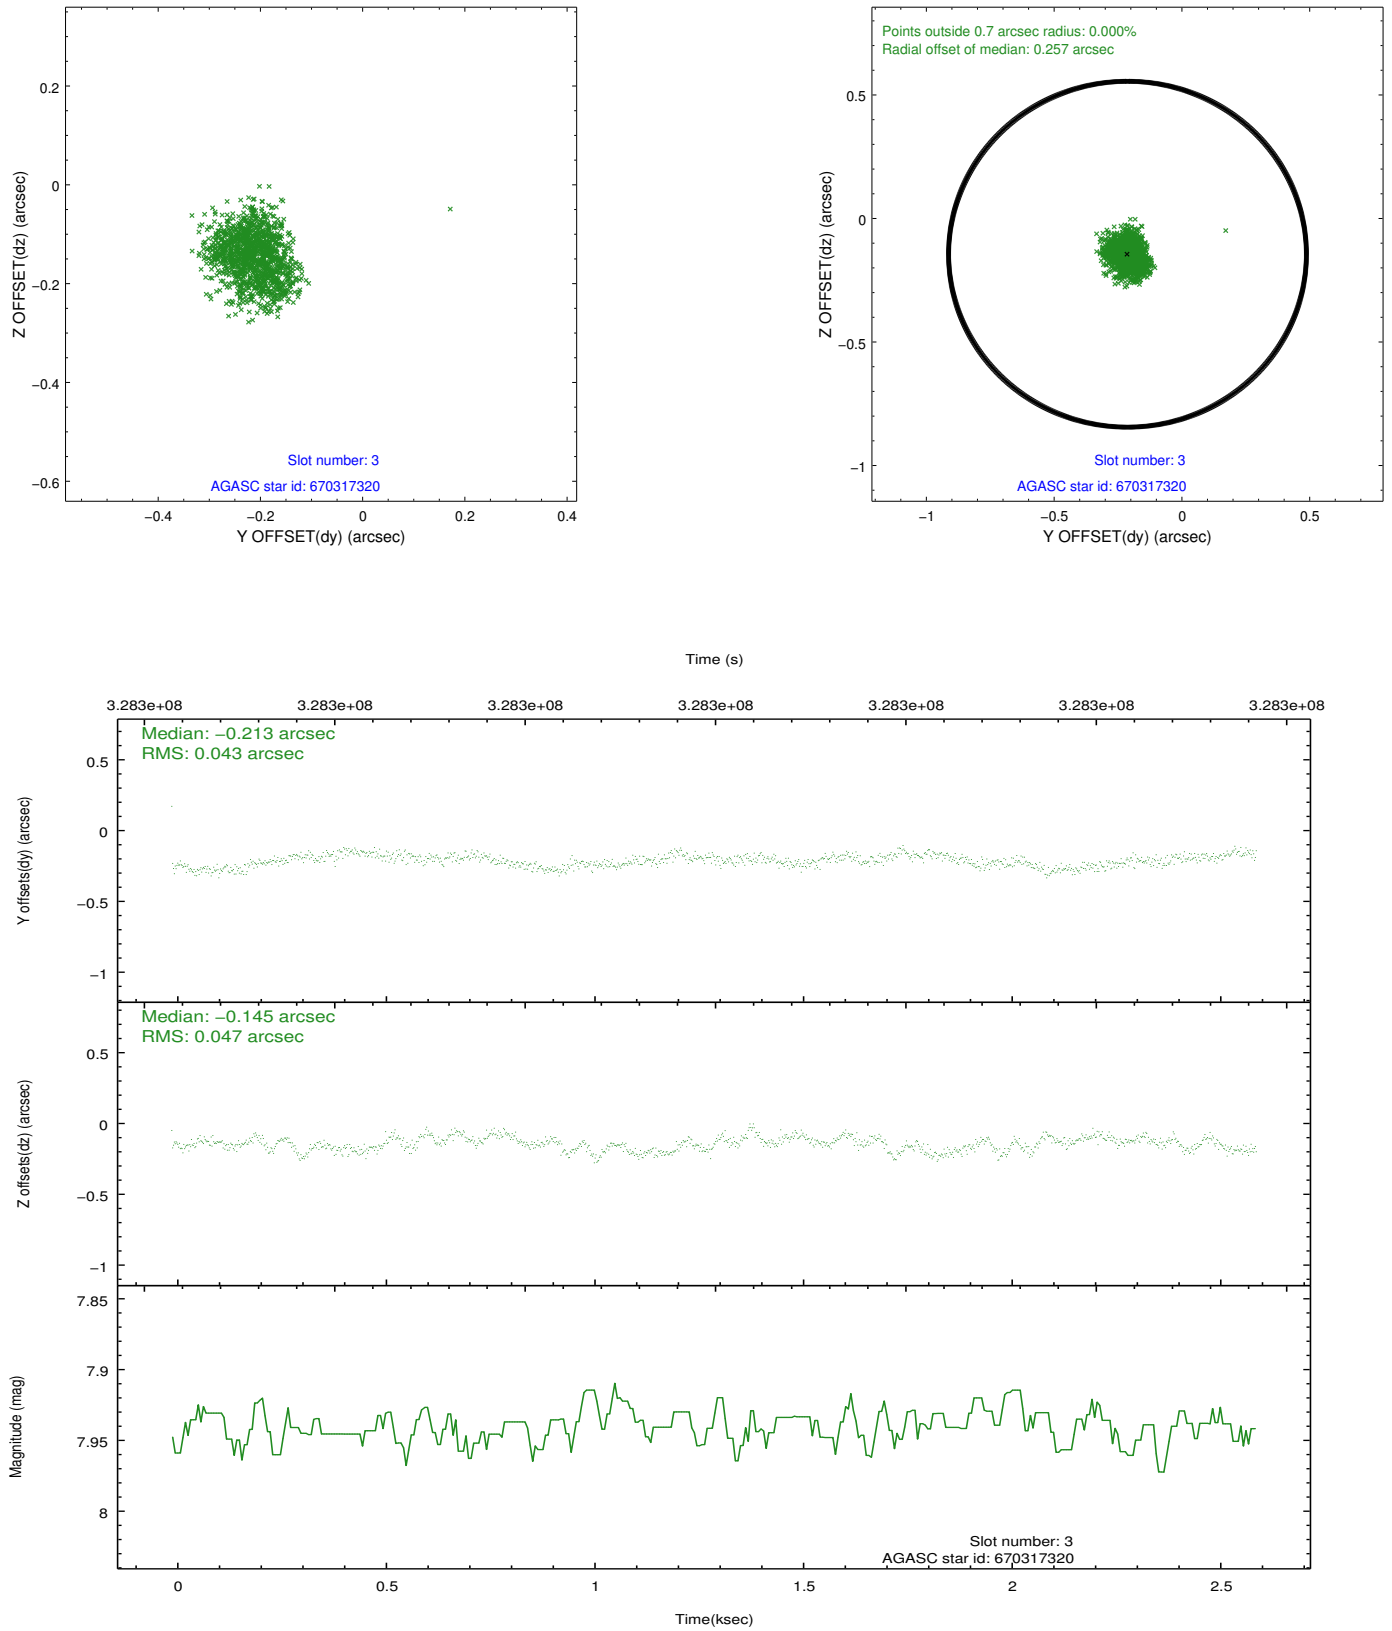 0.2
0
−0.2
−0.4
−0.6
Z OFFSET(dz) (arcsec)
Slot number: 3
AGASC star id: 670317320
−0.4
−0.2
0
0.2
0.4
Y OFFSET(dy) (arcsec)
Points outside 0.7 arcsec radius: 0.000%
Radial offset of median: 0.257 arcsec
0.5
0
−0.5
−1
Z OFFSET(dz) (arcsec)
Slot number: 3
AGASC star id: 670317320
−1
−0.5
0
0.5
Y OFFSET(dy) (arcsec)
Time (s)
3.283e+08
3.283e+08
3.283e+08
3.283e+08
3.283e+08
3.283e+08
3.283e+08
Median: −0.213 arcsec
RMS: 0.043 arcsec
0.5
0
−0.5
−1
Y offsets(dy) (arcsec)
Median: −0.145 arcsec
RMS: 0.047 arcsec
0.5
0
−0.5
−1
Z offsets(dz) (arcsec)
7.85
7.9
7.95
8
Magnitude (mag)
Slot number: 3
AGASC star id: 670317320
0
0.5
1
1.5
2
2.5
Time(ksec)